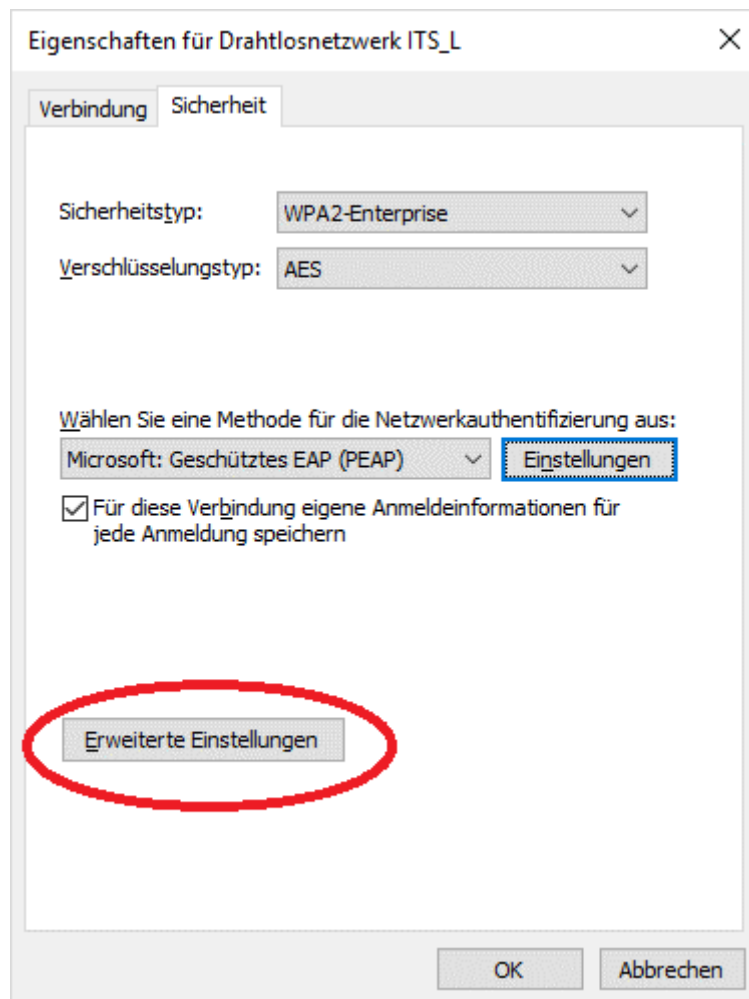 Eigenschaften für Drahtlosnetzwerk ITS_L
Verbindung
Sicherheit
Sicherheitstyp:
WPA2-Enterprise
Verschlüsselungstyp:
AES
Wählen Sie eine Methode für die Netzwerkauthentifizierung aus:
Microsoft: Geschütztes EAP (PEAP)
Einstellungen
Für diese Verbindung eigene Anmeldeinformationen für
jede Anmeldung speichern
Erweiterte Einstellungen
OK
Abbrechen